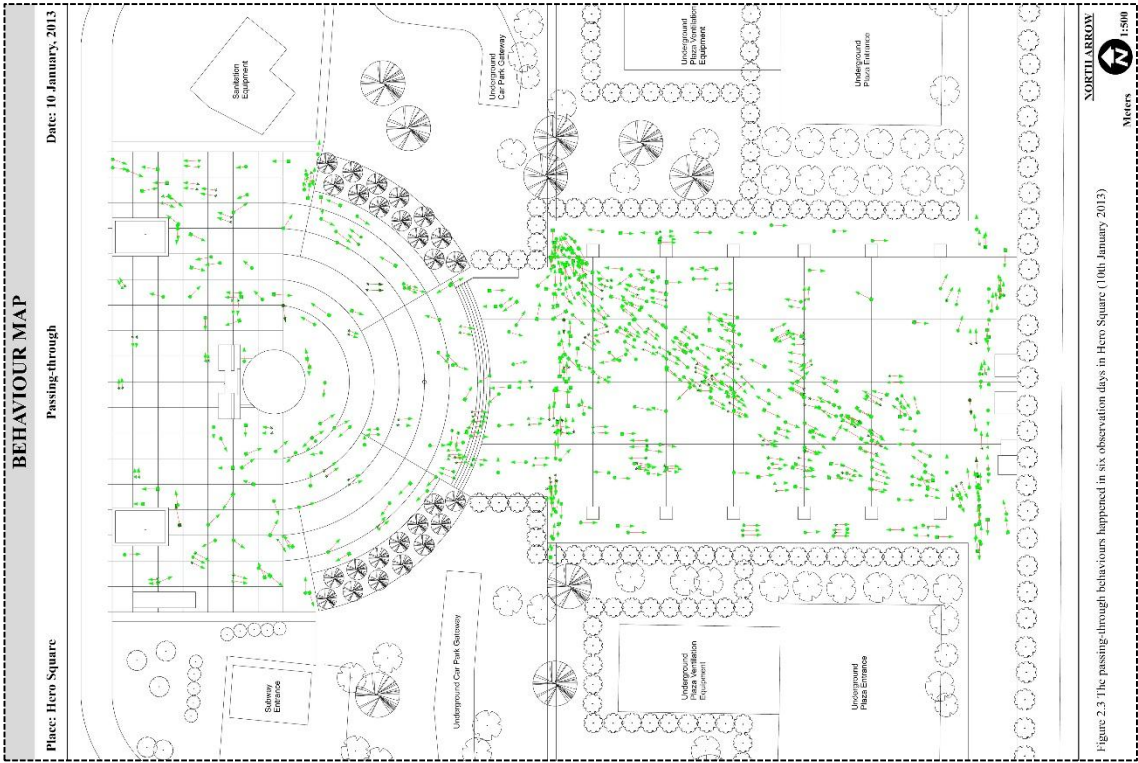 BEHAVIOUR MAP
Place: Hero Square
Passing-through
Date: 10 January, 2013
Subway
Entrance
Underground Car Park Gateway
Underground
Plaza Ventilation
Equipment
Underground
Plaza Entrance
Sanitation
Equipment
Underground
Car Park Gateway
Underground
Plaza Ventilation
Equipment
Underground
Plaza Entrance
Figure 2.3 The passing-through behaviours happened in six observation days in Hero Square (10th January 2013)
NORTH ARROW
N
Meters
1:500